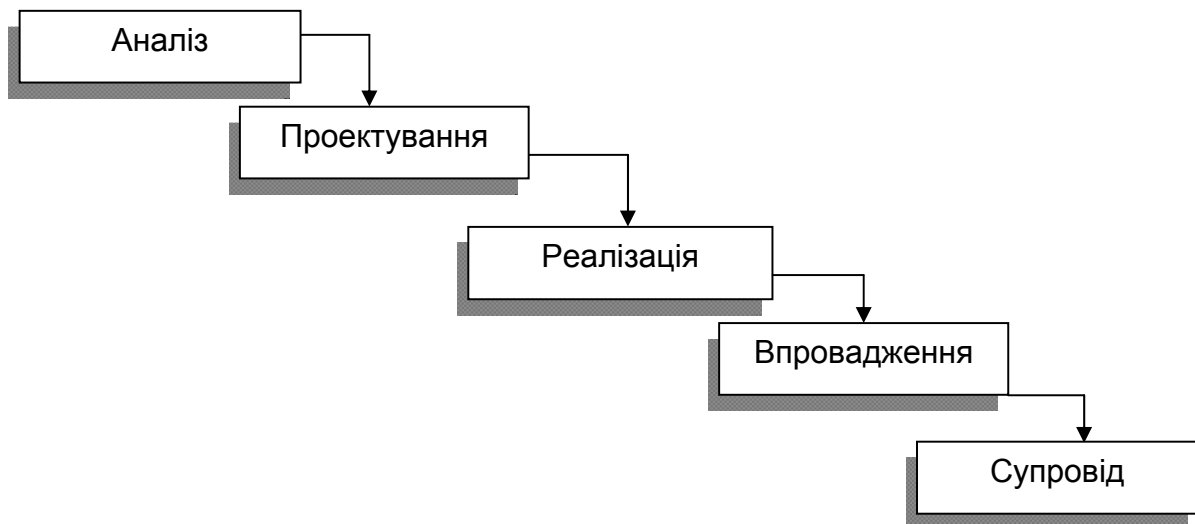 Аналіз
Проектування
Реалізація
Впровадження
Супровід